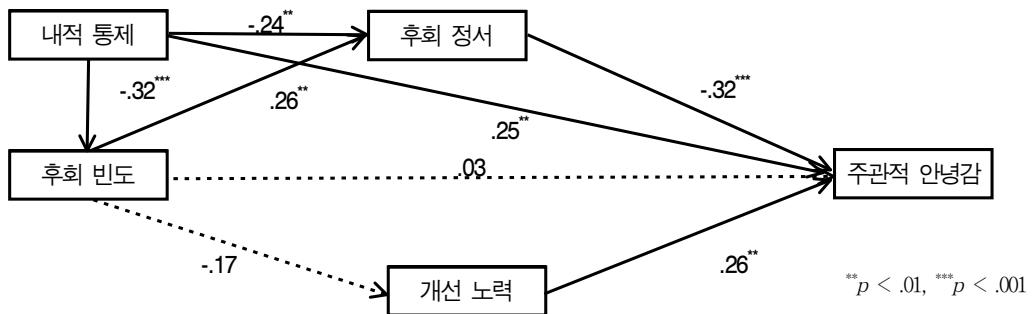 내적 통제
-.24**
후회 정서
-.32***
.26**
-.32***
.25**
후회 빈도
.03
주관적 안녕감
-.17
개선 노력
.26**
**p < .01, ***p < .001